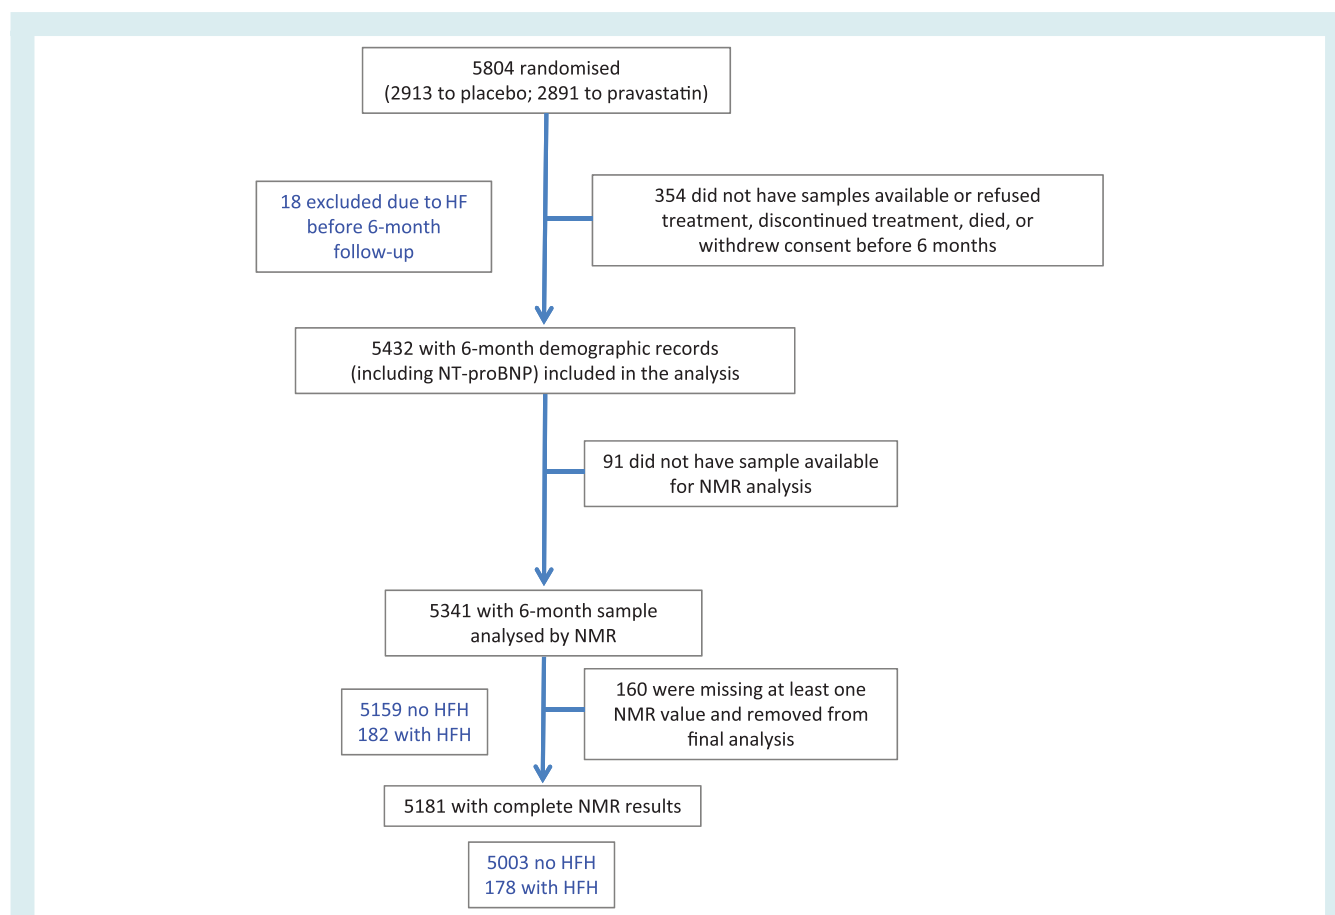 5804 randomised
(2913 to placebo; 2891 to pravastatin)
18 excluded due to HF
before 6-month
follow-up
354 did not have samples available or refused
treatment, discontinued treatment, died, or
withdrew consent before 6 months
5432 with 6-month demographic records
(including NT-proBNP) included in the analysis
91 did not have sample available
for NMR analysis
5341 with 6-month sample
analysed by NMR
5159 no HFH
182 with HFH
160 were missing at least one
NMR value and removed from
final analysis
5181 with complete NMR results
5003 no HFH
178 with HFH